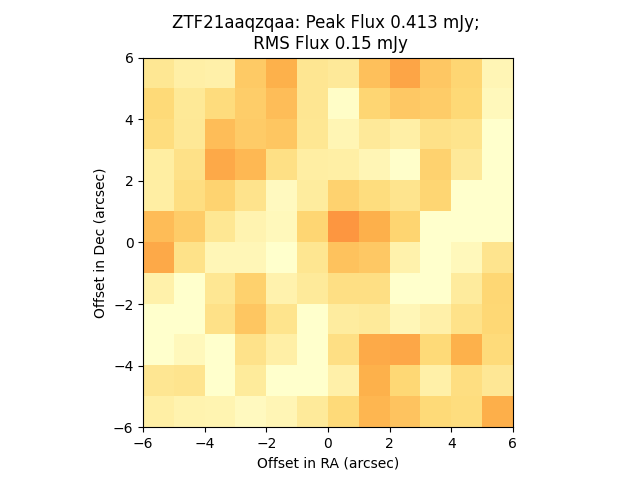 ZTF21aaqzqaa: Peak Flux 0.413 mJy;
RMS Flux 0.15 mJy
6
4
2
0
−2
−4
−6
Offset in Dec (arcsec)
−6 −4 −2 0 2 4 6
Offset in RA (arcsec)